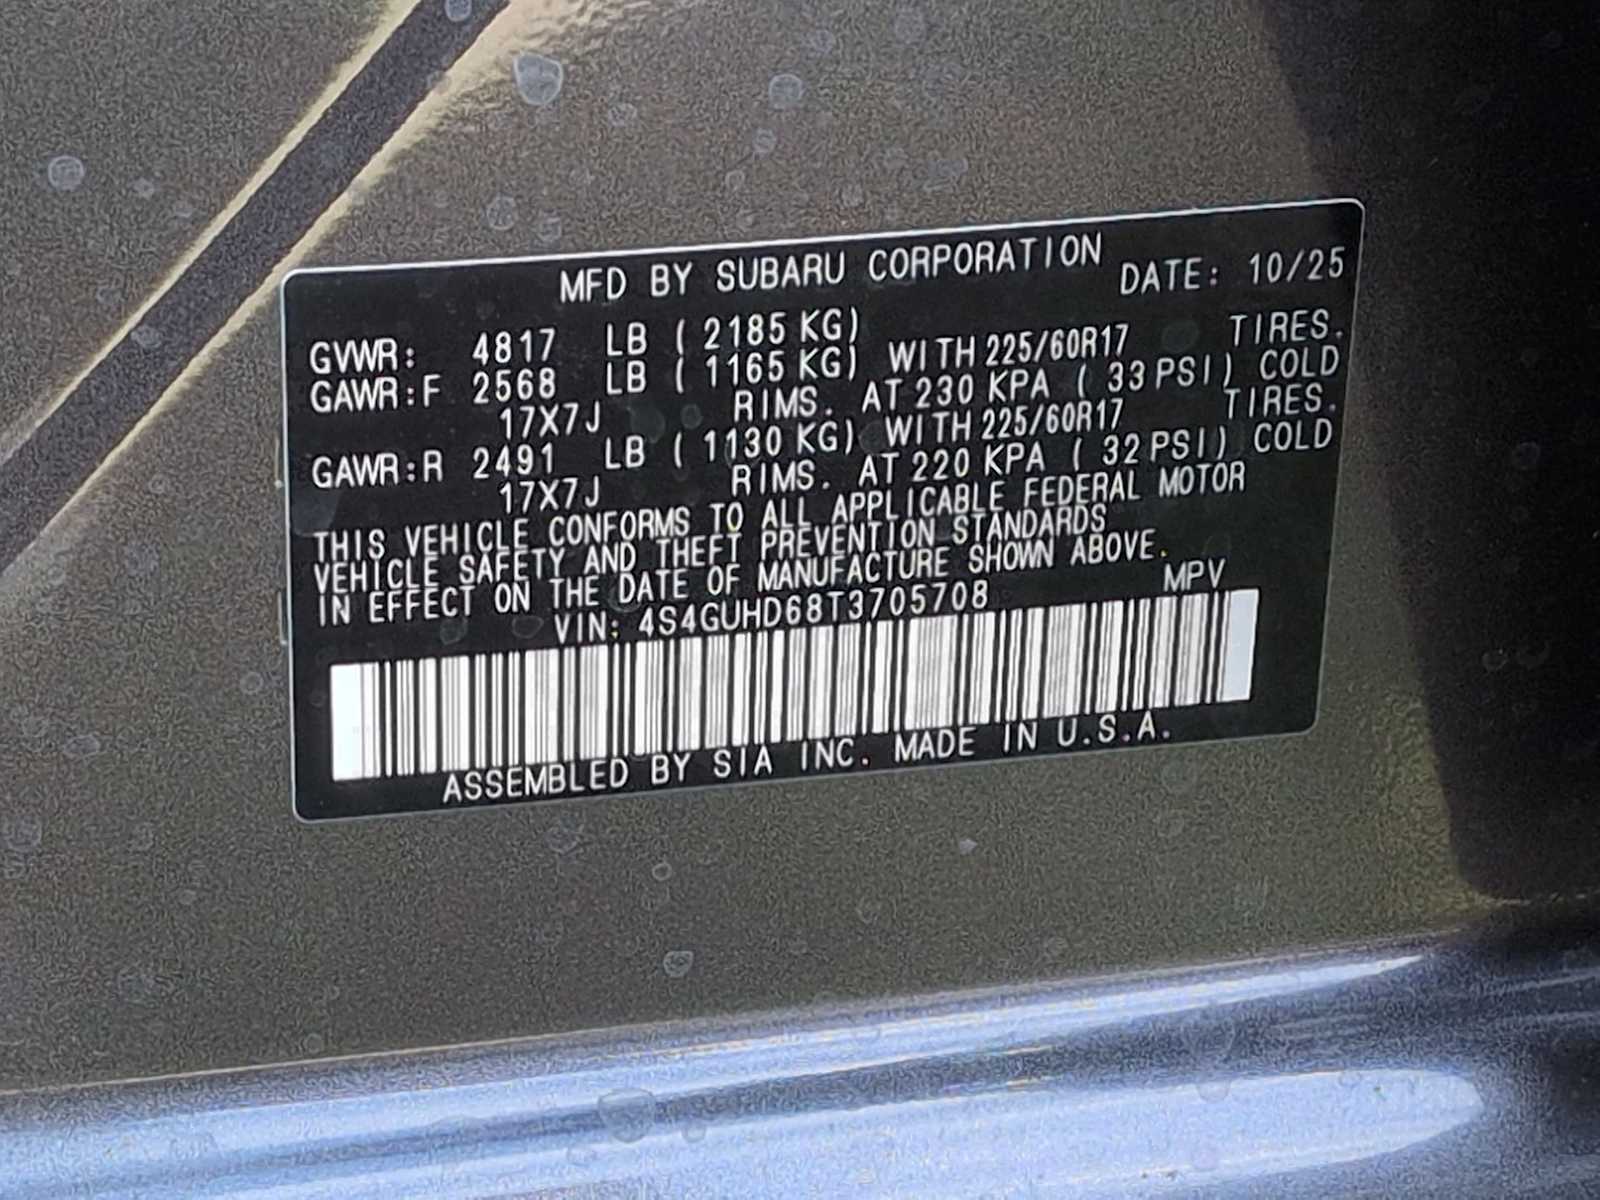 MFD BY SUBARU CORPORATION DATE: 10/25
GVWR: 4817 LB ( 2185 KG)
GAWR:F 2568 LB ( 1165 KG) WITH 225/60R17 TIRES.
17X7J RIMS. AT 230 KPA ( 33 PSI) COLD
GAWR:R 2491 LB ( 1130 KG) WITH 225/60R17 TIRES.
17X7J RIMS. AT 220 KPA ( 32 PSI) COLD
THIS VEHICLE CONFORMS TO ALL APPLICABLE FEDERAL MOTOR
VEHICLE SAFETY AND THEFT PREVENTION STANDARDS
IN EFFECT ON THE DATE OF MANUFACTURE SHOWN ABOVE.
VIN: 4S4GUHD68T3705708 MPV
ASSEMBLED BY SIA INC. MADE IN U.S.A.